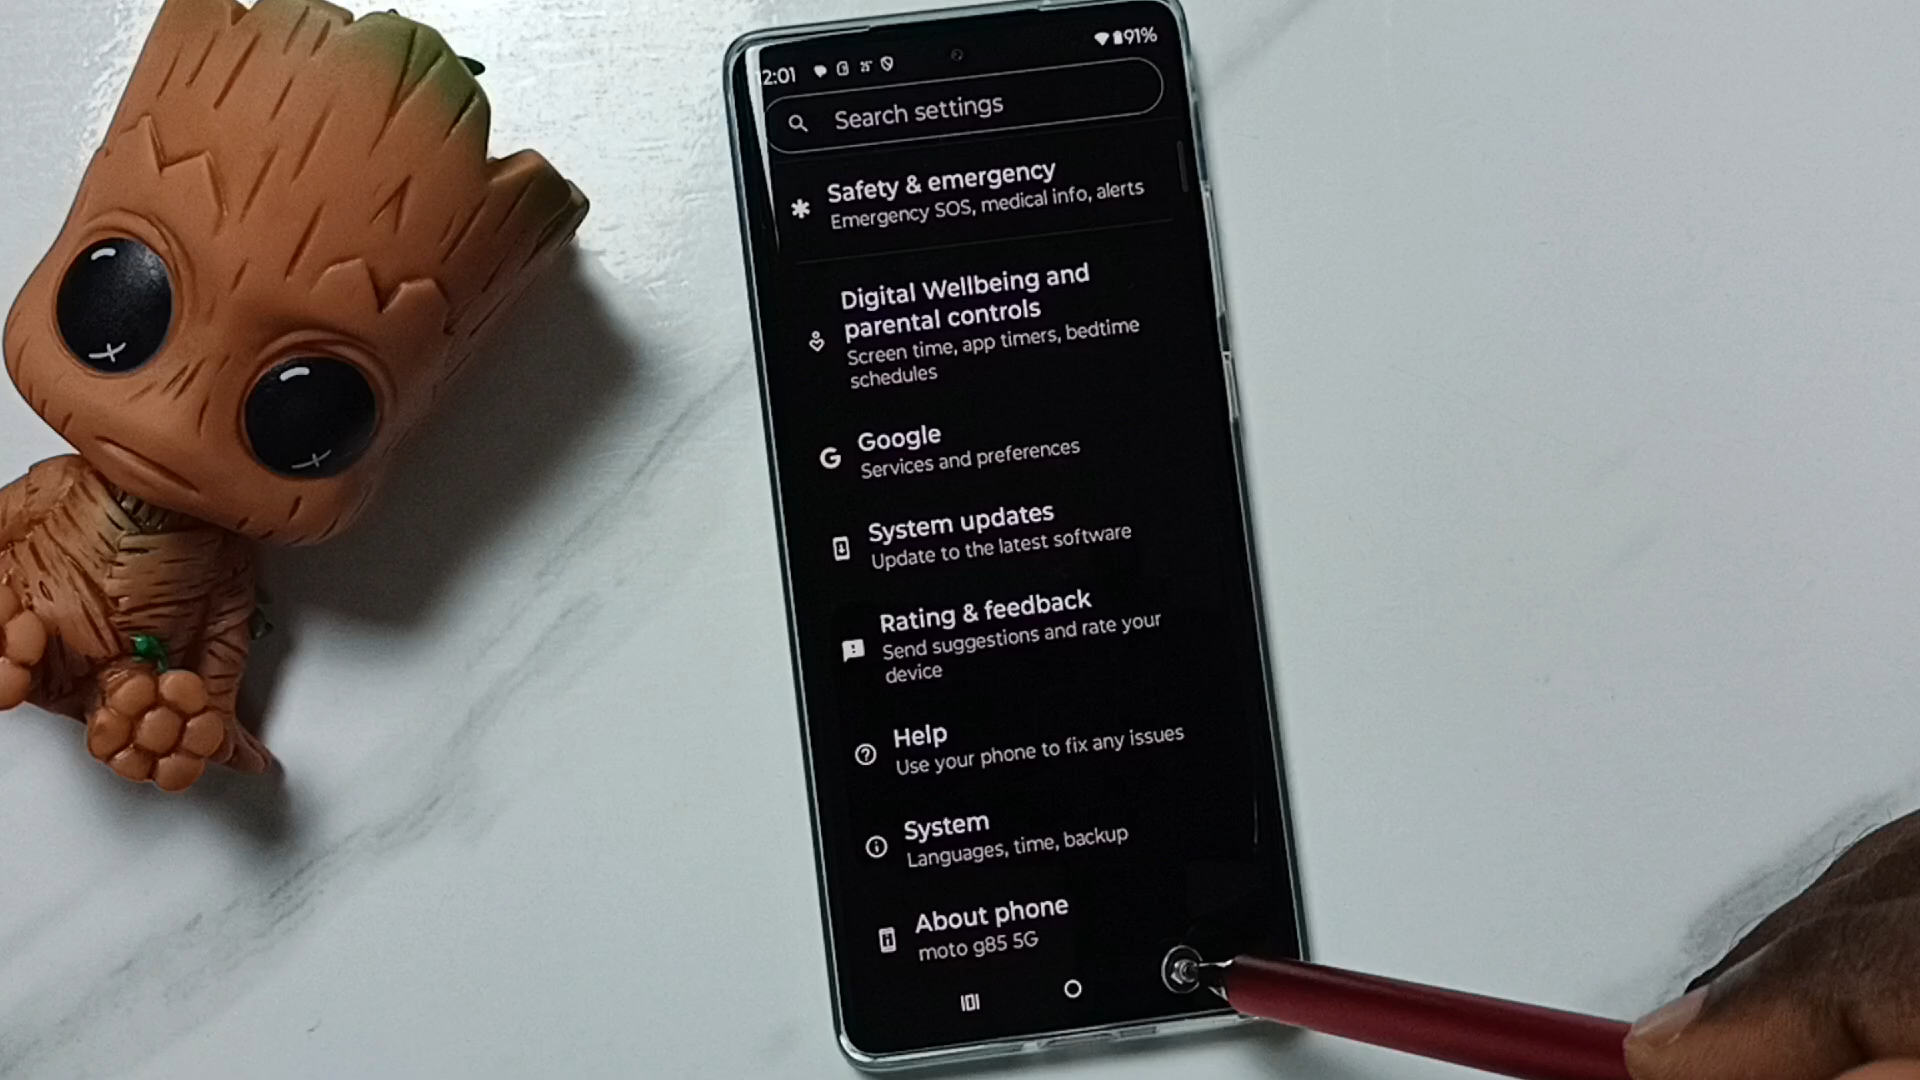 2:01
91%
Search settings
Safety & emergency
Emergency SOS, medical info, alerts
Digital Wellbeing and
parental controls
Screen time, app timers, bedtime
schedules
Google
Services and preferences
System updates
Update to the latest software
Rating & feedback
Send suggestions and rate your
device
Help
Use your phone to fix any issues
System
Languages, time, backup
About phone
moto g85 5G